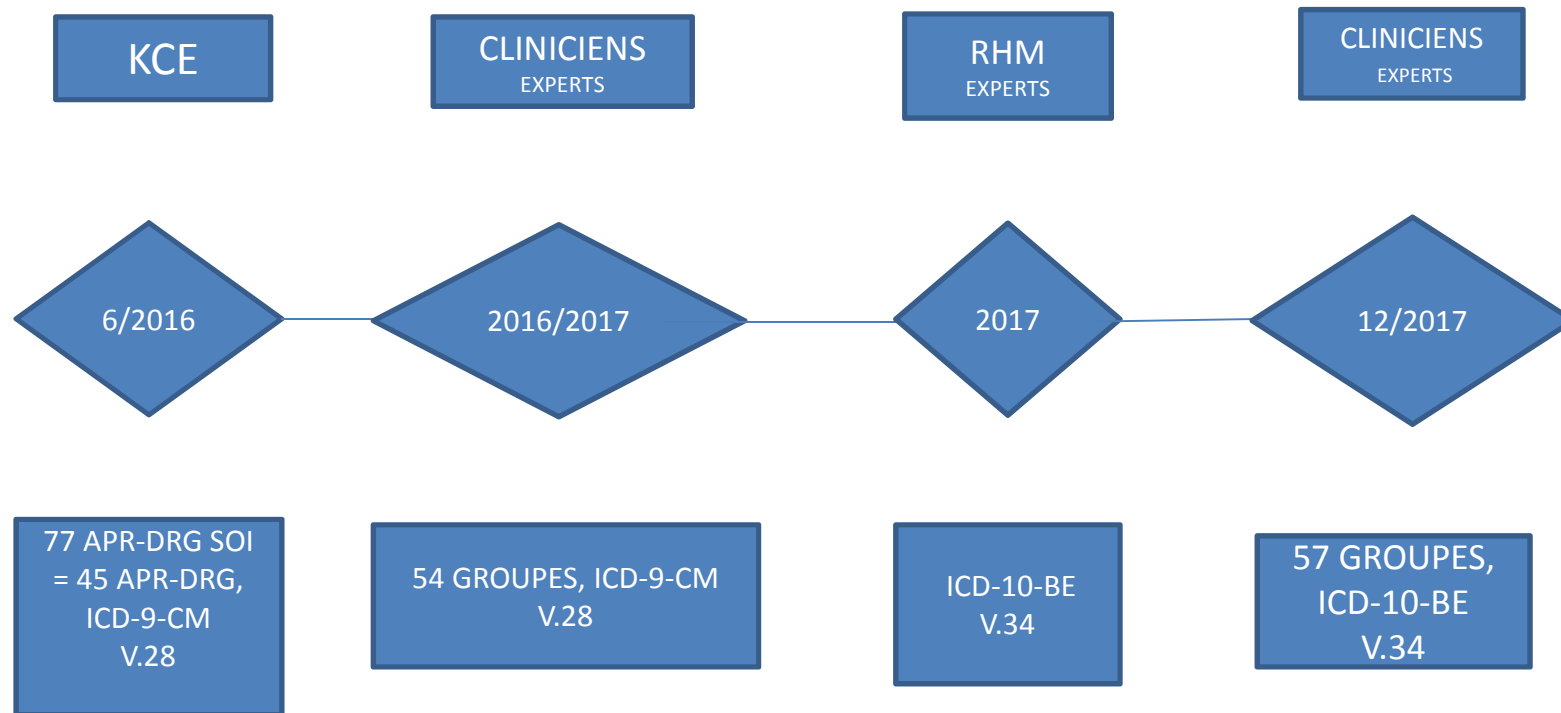 KCE
CLINICIENS
EXPERTS
RHM
EXPERTS
CLINICIENS
EXPERTS
6/2016
2016/2017
2017
12/2017
77 APR-DRG SOI
= 45 APR-DRG,
ICD-9-CM
V.28
54 GROUPES, ICD-9-CM
V.28
ICD-10-BE
V.34
57 GROUPES,
ICD-10-BE
V.34